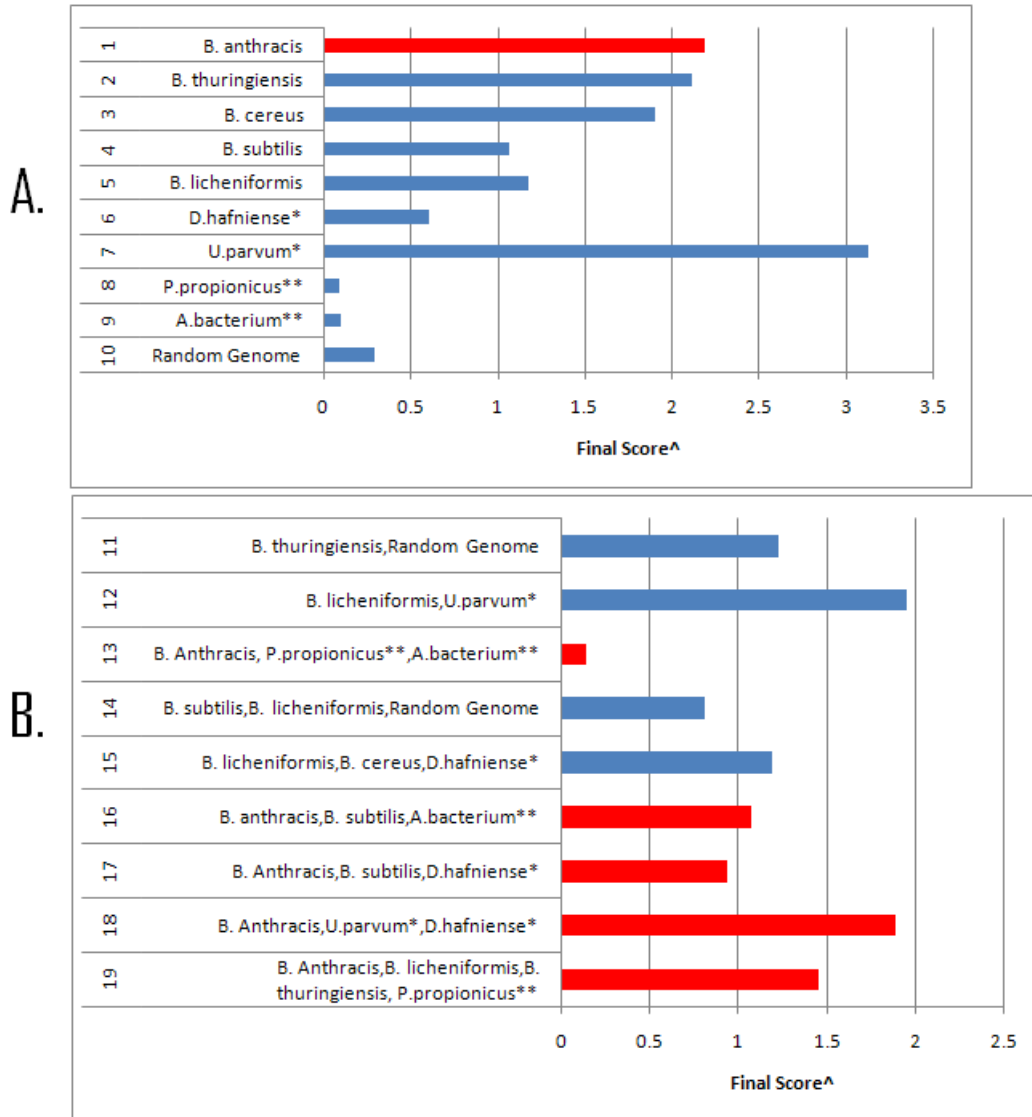 A.
1 B. anthracis
2 B. thuringiensis
3 B. cereus
4 B. subtilis
5 B. licheniformis
6 D.hafniense*
7 U.parvum*
8 P.propionicus**
9 A.bacterium**
10 Random Genome
0 0.5 1 1.5 2 2.5 3 3.5
Final Score^
B.
11 B. thuringiensis,Random Genome
12 B. licheniformis,U.parvum*
13 B. Anthracis, P.propionicus**,A.bacterium**
14 B. subtilis,B. licheniformis,Random Genome
15 B. licheniformis,B. cereus,D.hafniense*
16 B. anthracis,B. subtilis,A.bacterium**
17 B. Anthracis,B. subtilis,D.hafniense*
18 B. Anthracis,U.parvum*,D.hafniense*
19 B. Anthracis,B. licheniformis,B.
thuringiensis, P.propionicus**
0 0.5 1 1.5 2 2.5
Final Score^